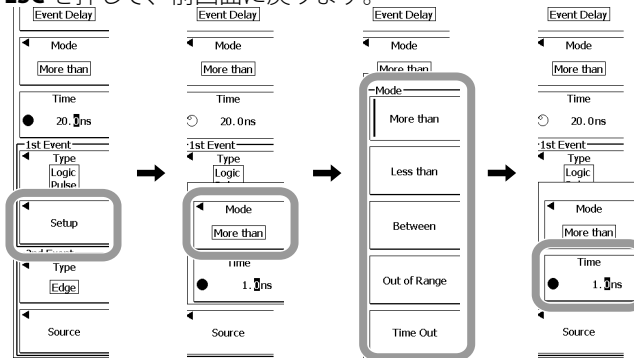 ESC を押して、前画面に戻ります。
Event Delay
Mode
More than
Time
20.0ns
1st Event
Type
Logic
Pulse
Setup
2nd Event
Type
Edge
Source
Event Delay
Mode
More than
Time
20.0ns
1st Event
Type
Logic
Mode
More than
Time
1.0ns
Source
Event Delay
Mode
More than
Mode
More than
Less than
Between
Out of Range
Time Out
Event Delay
Mode
More than
Time
20.0ns
1st Event
Type
Logic
Mode
More than
Time
1.0ns
Source